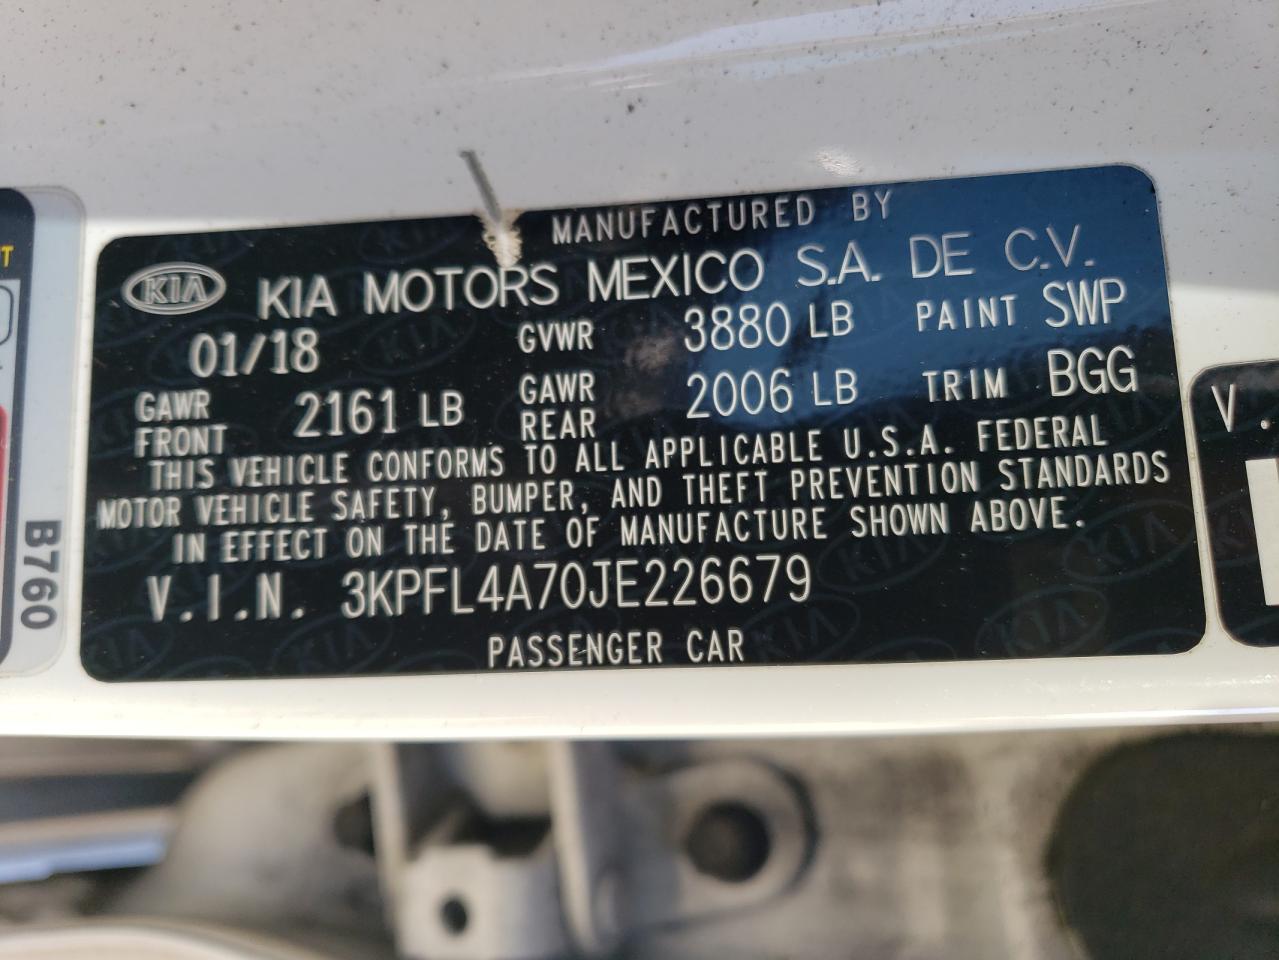 MANUFACTURED BY
KIA KIA MOTORS MEXICO S.A. DE C.V.
01/18 GVWR 3880 LB PAINT SWP
GAWR FRONT 2161 LB GAWR REAR 2006 LB TRIM BGG
THIS VEHICLE CONFORMS TO ALL APPLICABLE U.S.A. FEDERAL
MOTOR VEHICLE SAFETY, BUMPER, AND THEFT PREVENTION STANDARDS
IN EFFECT ON THE DATE OF MANUFACTURE SHOWN ABOVE.
V.I.N. 3KPFL4A70JE226679
PASSENGER CAR
B760
V.